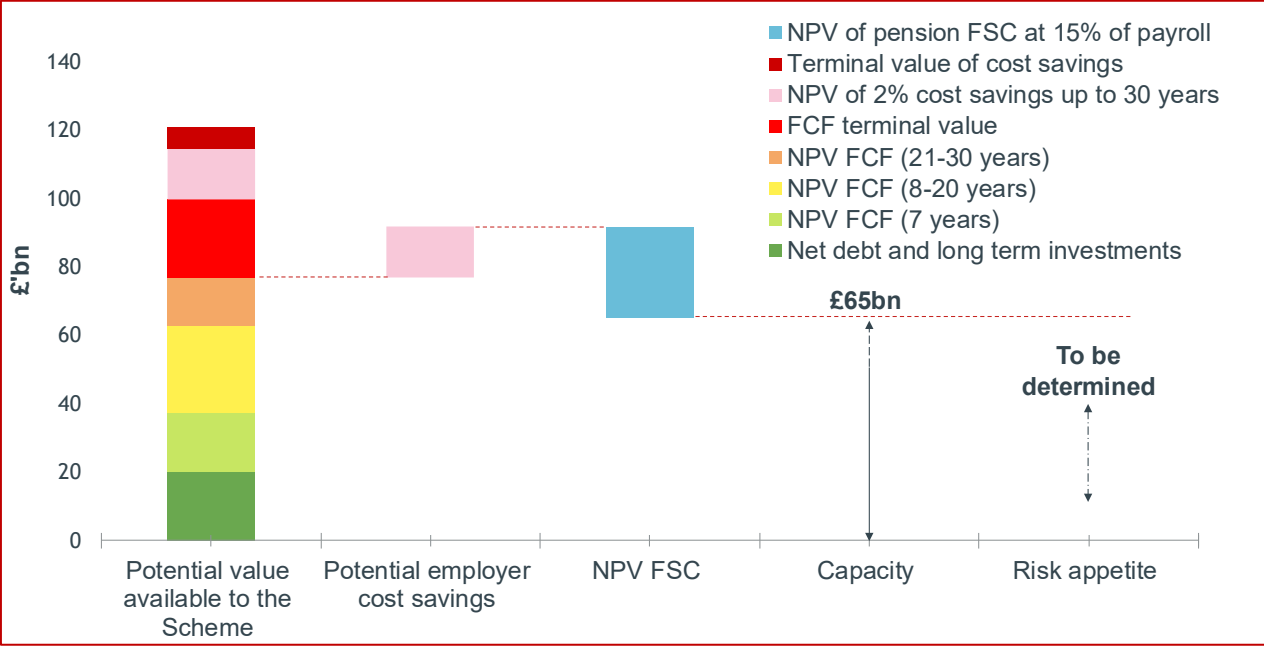 NPV of pension FSC at 15% of payroll
Terminal value of cost savings
NPV of 2% cost savings up to 30 years
FCF terminal value
NPV FCF (21-30 years)
NPV FCF (8-20 years)
NPV FCF (7 years)
Net debt and long term investments
£'bn
140
120
100
80
60
40
20
0
£65bn
To be
determined
Potential value
available to the
Scheme
Potential employer
cost savings
NPV FSC
Capacity
Risk appetite